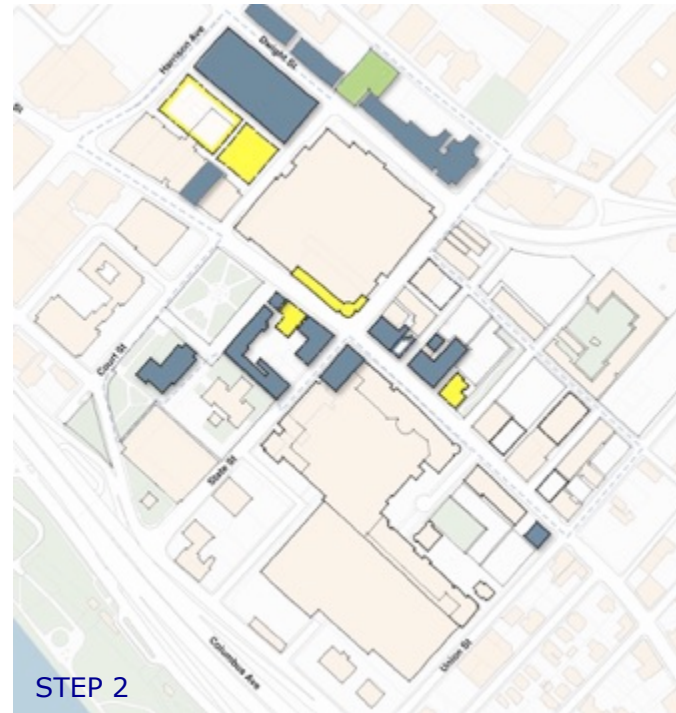 Harrison Ave
Dwight St
St
Court St
State St
Columbus Ave
Union St
STEP 2